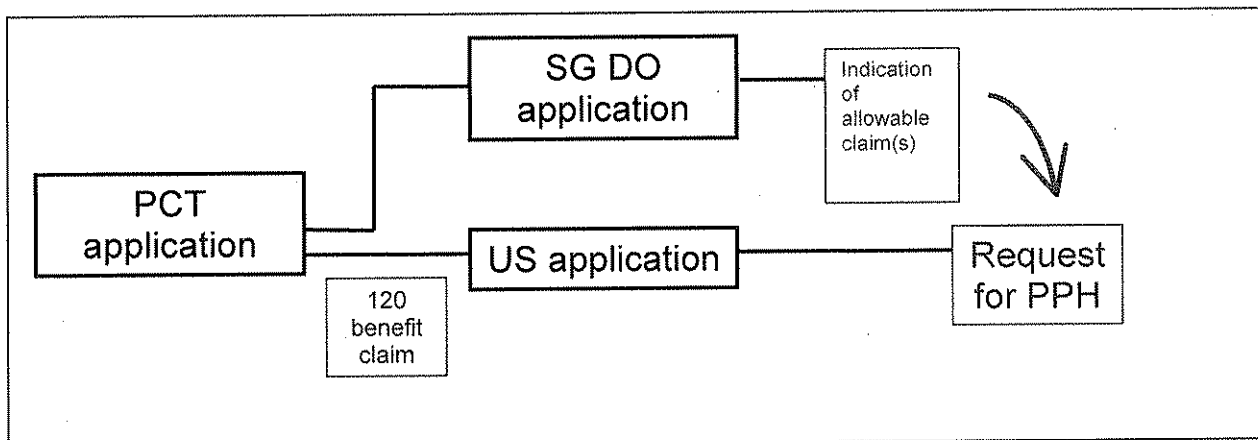 SG DO
application
Indication
of
allowable
claim(s)
PCT
application
US application
Request
for PPH
120
benefit
claim